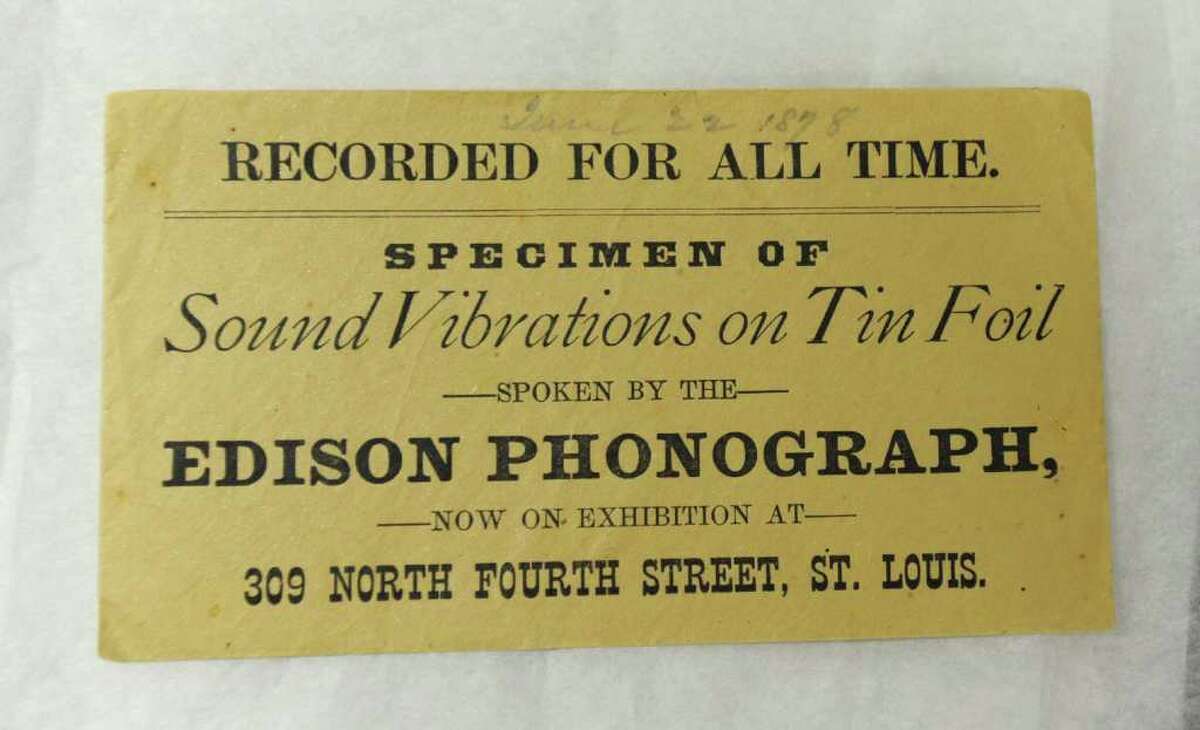 June 22 1878
RECORDED FOR ALL TIME.
SPECIMEN OF
Sound Vibrations on Tin Foil
—SPOKEN BY THE—
EDISON PHONOGRAPH,
—NOW ON EXHIBITION AT—
309 NORTH FOURTH STREET, ST. LOUIS.